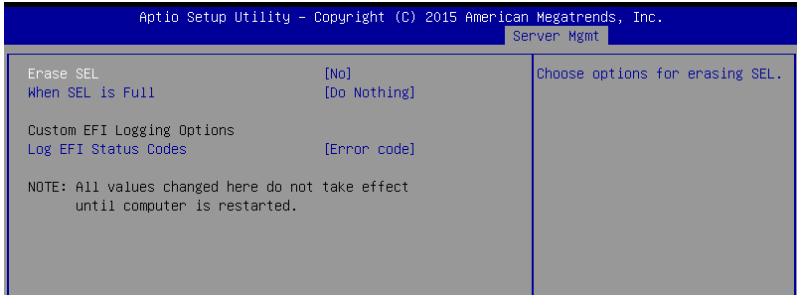 Aptio Setup Utility – Copyright (C) 2015 American Megatrends, Inc.
Server Mgmt
Erase SEL [No]
When SEL is Full [Do Nothing]
Custom EFI Logging Options
Log EFI Status Codes [Error code]
NOTE: All values changed here do not take effect
until computer is restarted.
Choose options for erasing SEL.